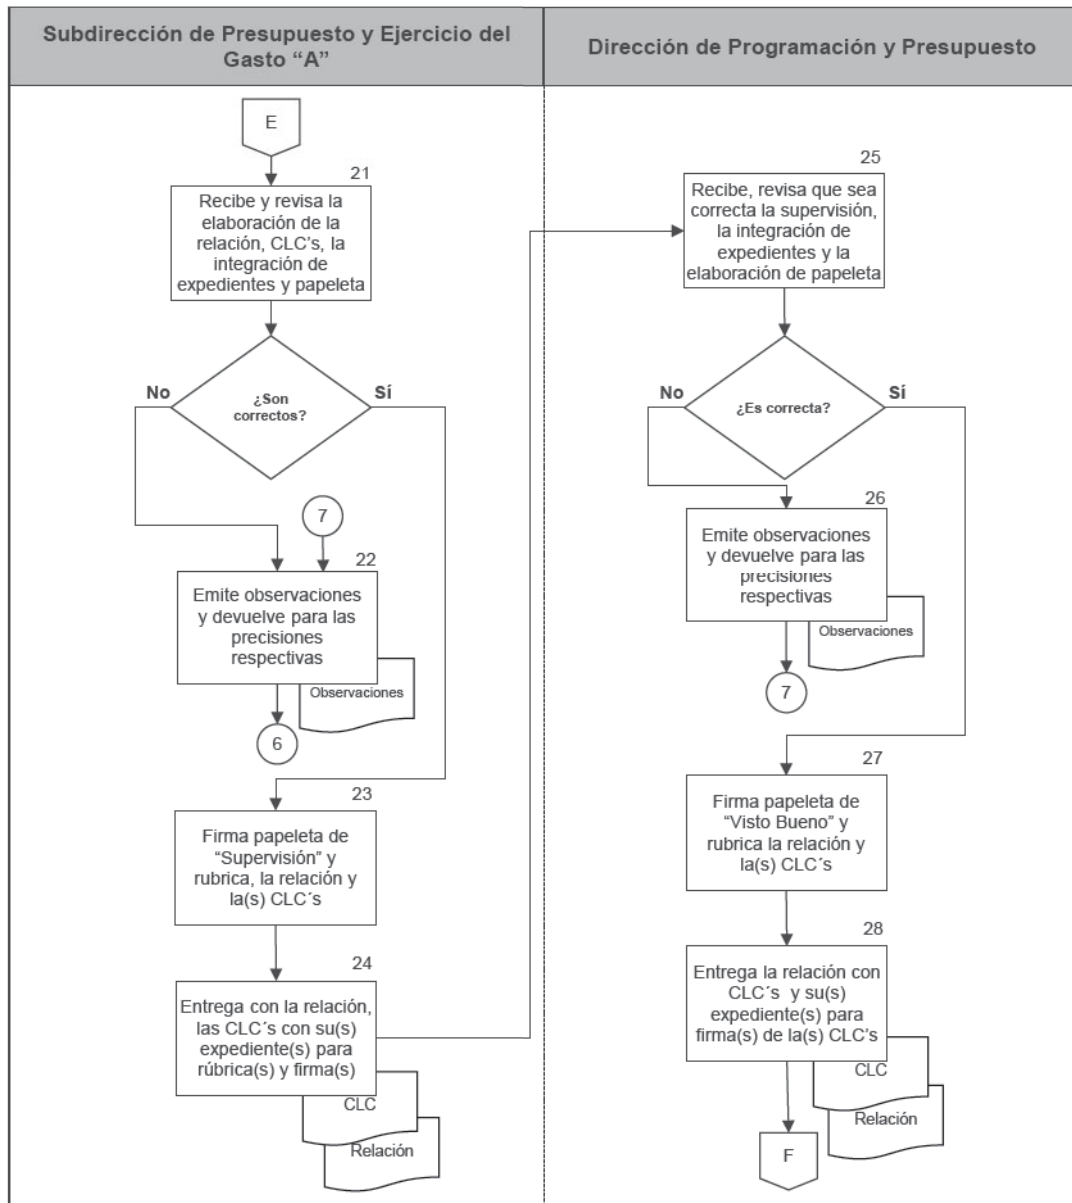 Subdirección de Presupuesto y Ejercicio del
Gasto “A”
Dirección de Programación y Presupuesto
E
21
Recibe y revisa la
elaboración de la
relación, CLC’s, la
integración de
expedientes y papeleta
No
¿Son
correctos?
Sí
7
22
Emite observaciones
y devuelve para las
precisiones
respectivas
Observaciones
6
23
Firma papeleta de
“Supervisión” y
rubrica, la relación y
la(s) CLC´s
24
Entrega con la relación,
las CLC´s con su(s)
expediente(s) para
rúbrica(s) y firma(s)
CLC
Relación
25
Recibe, revisa que sea
correcta la supervisión,
la integración de
expedientes y la
elaboración de papeleta
No
¿Es correcta?
Sí
26
Emite observaciones
y devuelve para las
precisiones
respectivas
Observaciones
7
27
Firma papeleta de
“Visto Bueno” y
rubrica la relación y
la(s) CLC´s
28
Entrega la relación con
CLC´s y su(s)
expediente(s) para
firma(s) de la(s) CLC’s
CLC
Relación
F